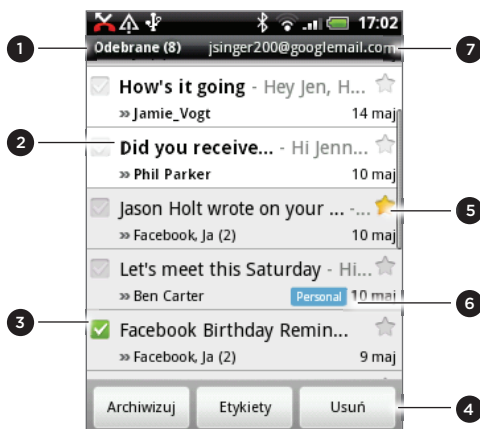 17:02
1 Odebrane (8) jsinger200@googlemail.com 7
How's it going - Hey Jen, H...
» Jamie_Vogt 14 maj
2 Did you receive... - Hi Jenn...
» Phil Parker 10 maj
Jason Holt wrote on your ... -... 5
» Facebook, Ja (2) 10 maj
Let's meet this Saturday - Hi...
» Ben Carter Personal 10 maj 6
3 Facebook Birthday Remin...
» Facebook, Ja (2) 9 maj
Archiwizuj Etykiety Usuń 4